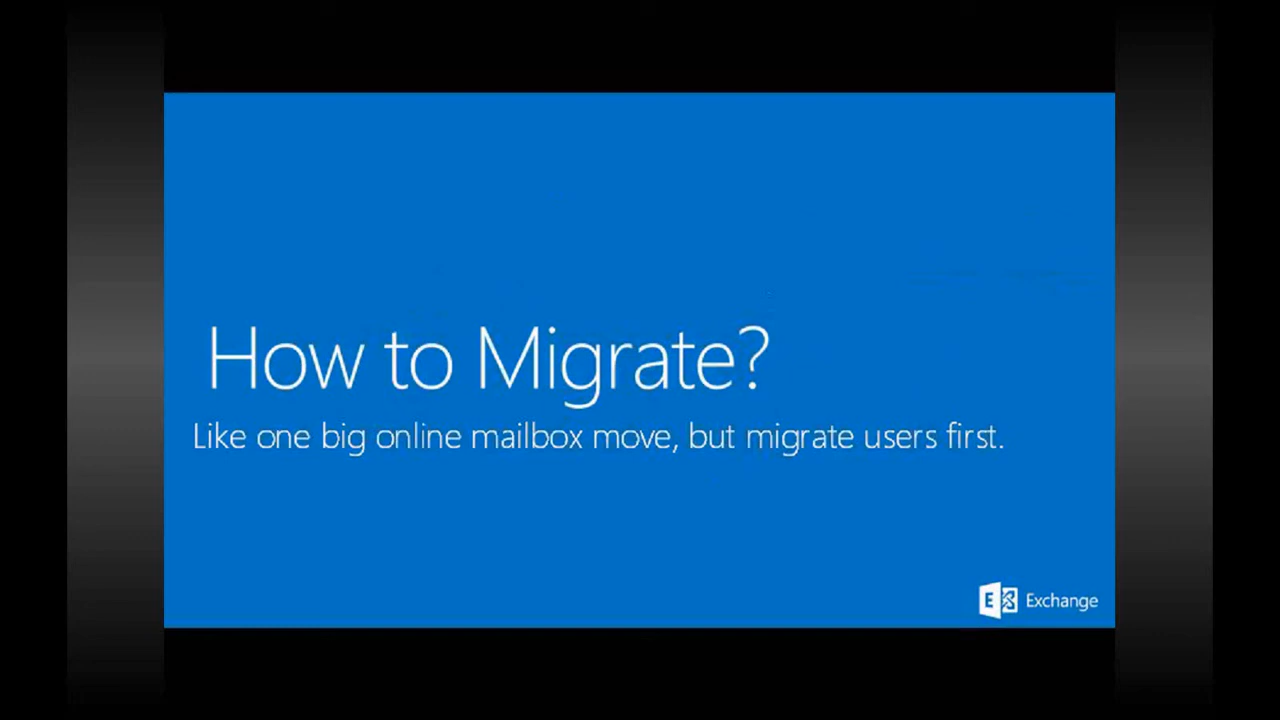 How to Migrate?
Like one big online mailbox move, but migrate users first.
E Exchange